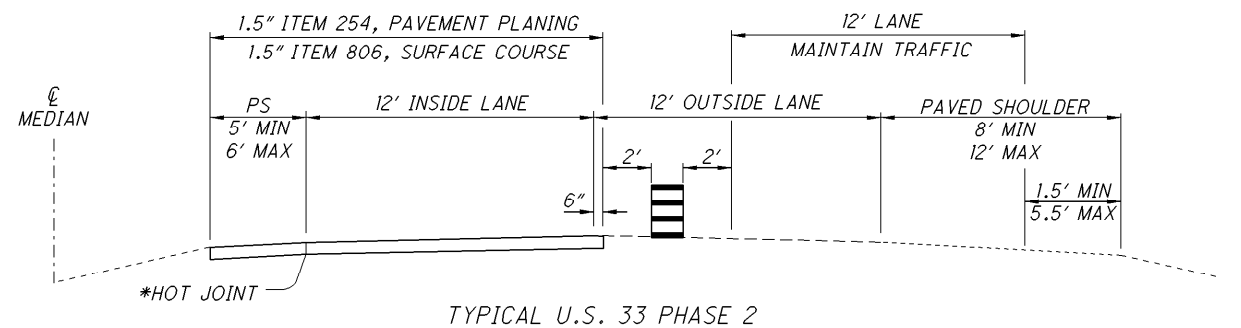 1.5" ITEM 254, PAVEMENT PLANING
1.5" ITEM 806, SURFACE COURSE
12' LANE
MAINTAIN TRAFFIC
℄
MEDIAN
PS
5' MIN
6' MAX
12' INSIDE LANE
12' OUTSIDE LANE
PAVED SHOULDER
8' MIN
12' MAX
2'
2'
6"
1.5' MIN
5.5' MAX
*HOT JOINT
TYPICAL U.S. 33 PHASE 2